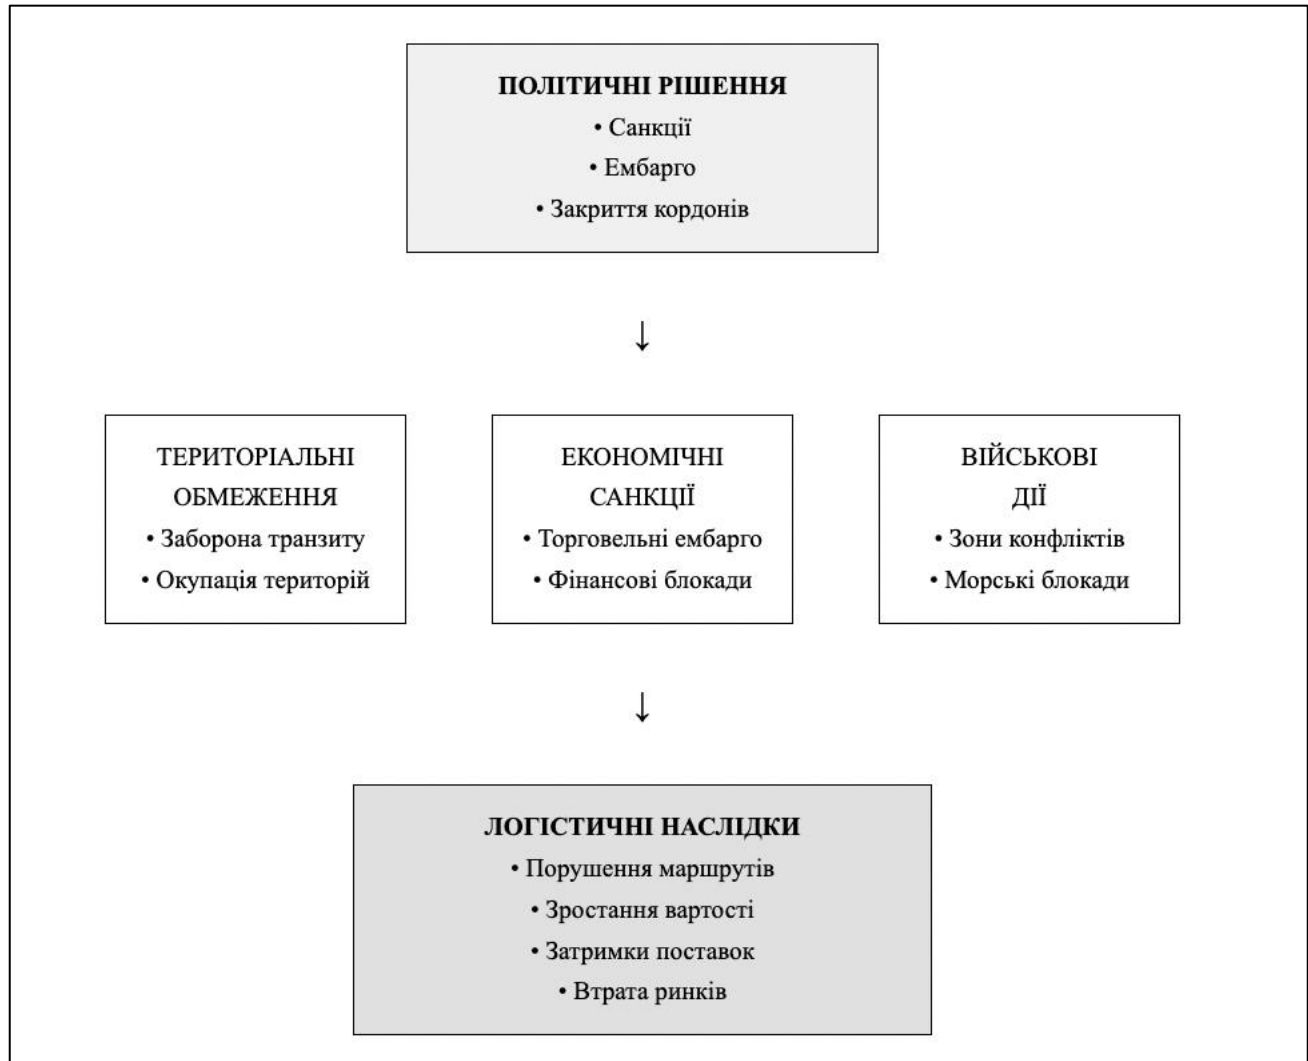 ПОЛІТИЧНІ РІШЕННЯ
• Санкції
• Ембарго
• Закриття кордонів
↓
ТЕРИТОРІАЛЬНІ
ОБМЕЖЕННЯ
• Заборона транзиту
• Окупація територій
ЕКОНОМІЧНІ
САНКЦІЇ
• Торговельні ембарго
• Фінансові блокади
ВІЙСЬКОВІ
ДІЇ
• Зони конфліктів
• Морські блокади
↓
ЛОГІСТИЧНІ НАСЛІДКИ
• Порушення маршрутів
• Зростання вартості
• Затримки поставок
• Втрата ринків